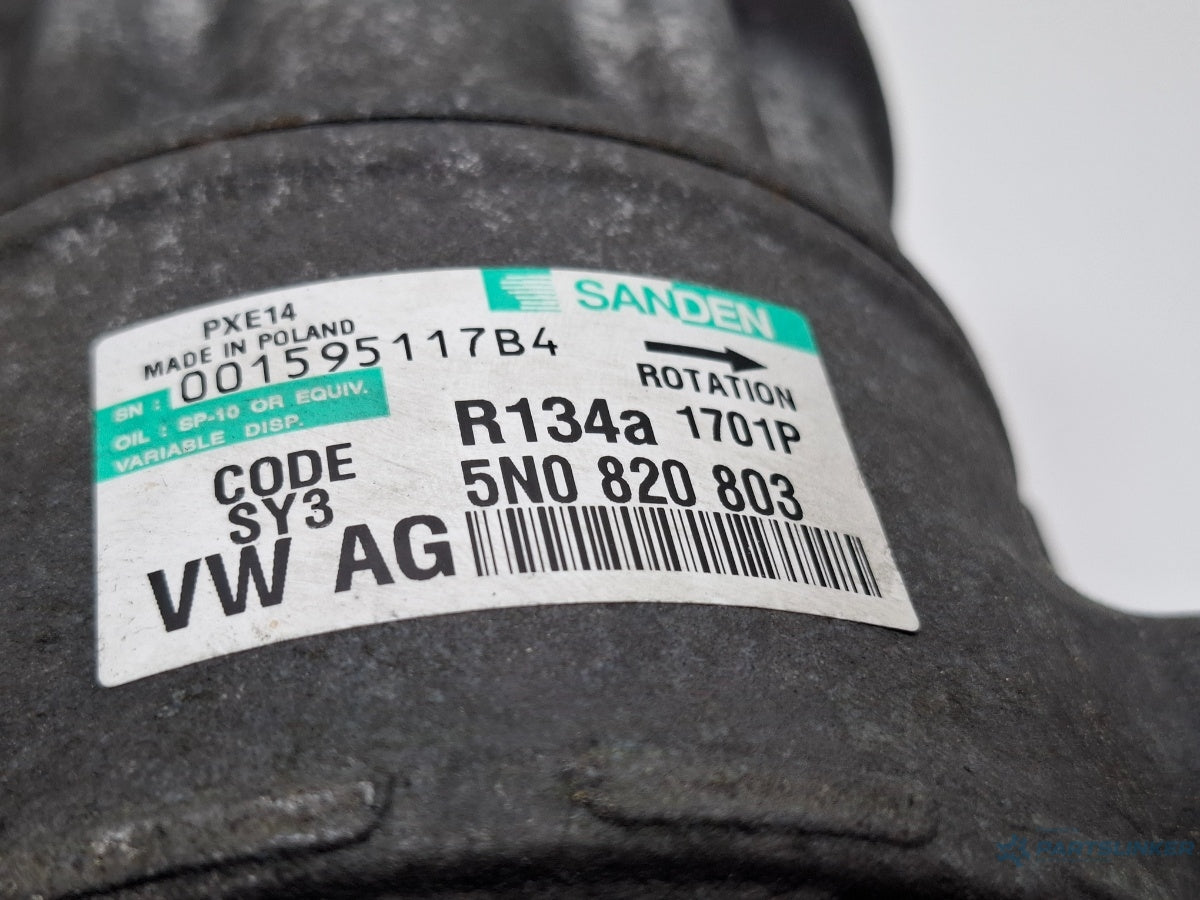 SANDEN
PXE14
MADE IN POLAND
SN : 001595117B4
OIL : SP-10 OR EQUIV.
VARIABLE DISP.
ROTATION
R134a 1701P
CODE
SY3
5N0 820 803
VW AG